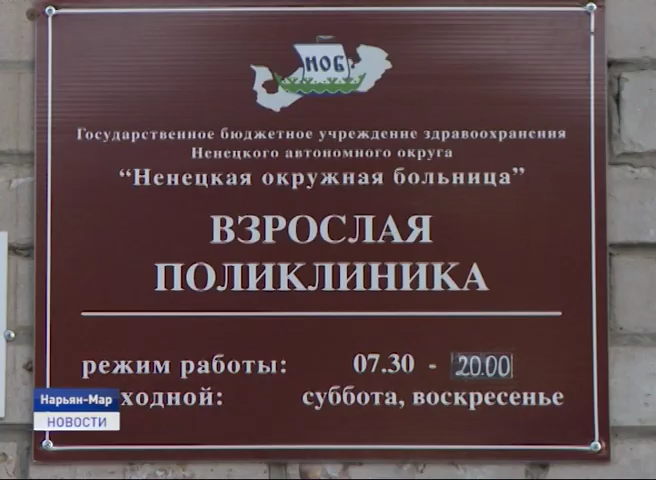 НОБ
Государственное бюджетное учреждение здравоохранения
Ненецкого автономного округа
“Ненецкая окружная больница”
ВЗРОСЛАЯ
ПОЛИКЛИНИКА
режим работы: 07.30 - 20.00
ходной: суббота, воскресенье
Нарьян-Мар
НОВОСТИ